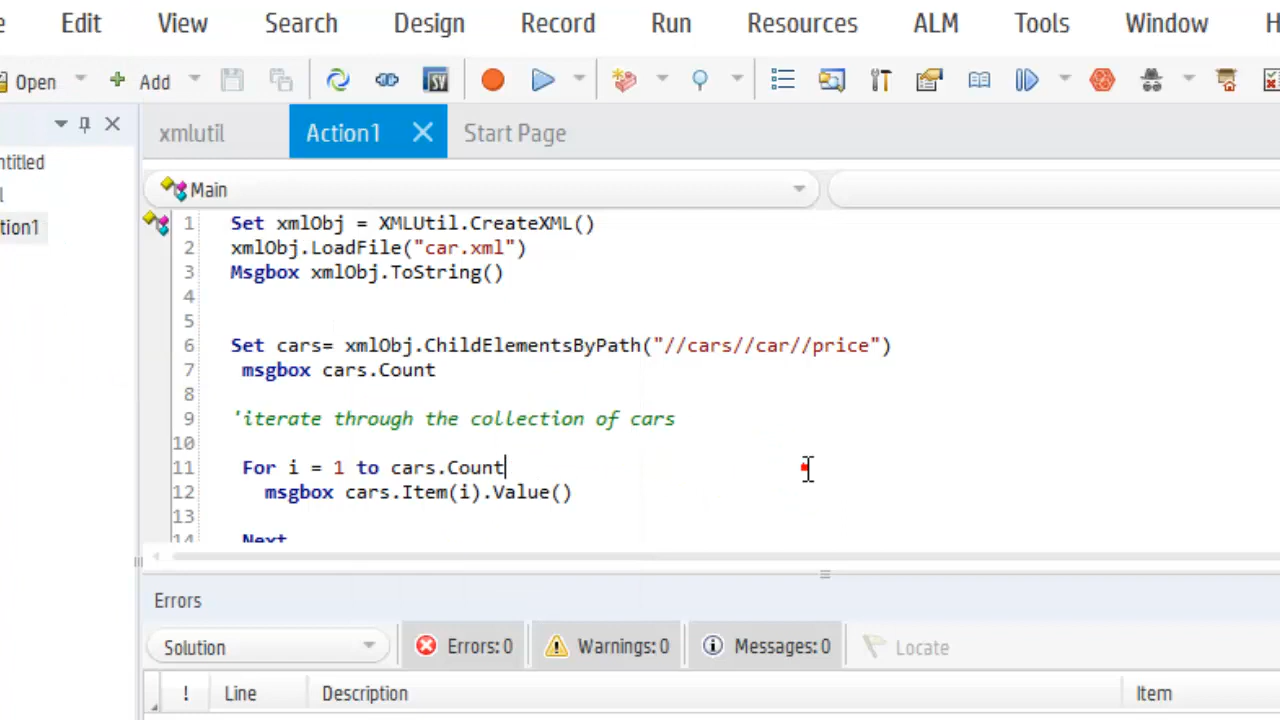 Edit View Search Design Record Run Resources ALM Tools Window
Open Add
xmlutil Action1 Start Page
ntitled
l
tion1
Main
1 Set xmlObj = XMLUtil.CreateXML()
2 xmlObj.LoadFile("car.xml")
3 Msgbox xmlObj.ToString()
4
5
6 Set cars= xmlObj.ChildElementsByPath("//cars//car//price")
7 msgbox cars.Count
8
9 'iterate through the collection of cars
10
11 For i = 1 to cars.Count
12 msgbox cars.Item(i).Value()
13
14 Next
Errors
Solution Errors: 0 Warnings: 0 Messages: 0 Locate
! Line Description Item